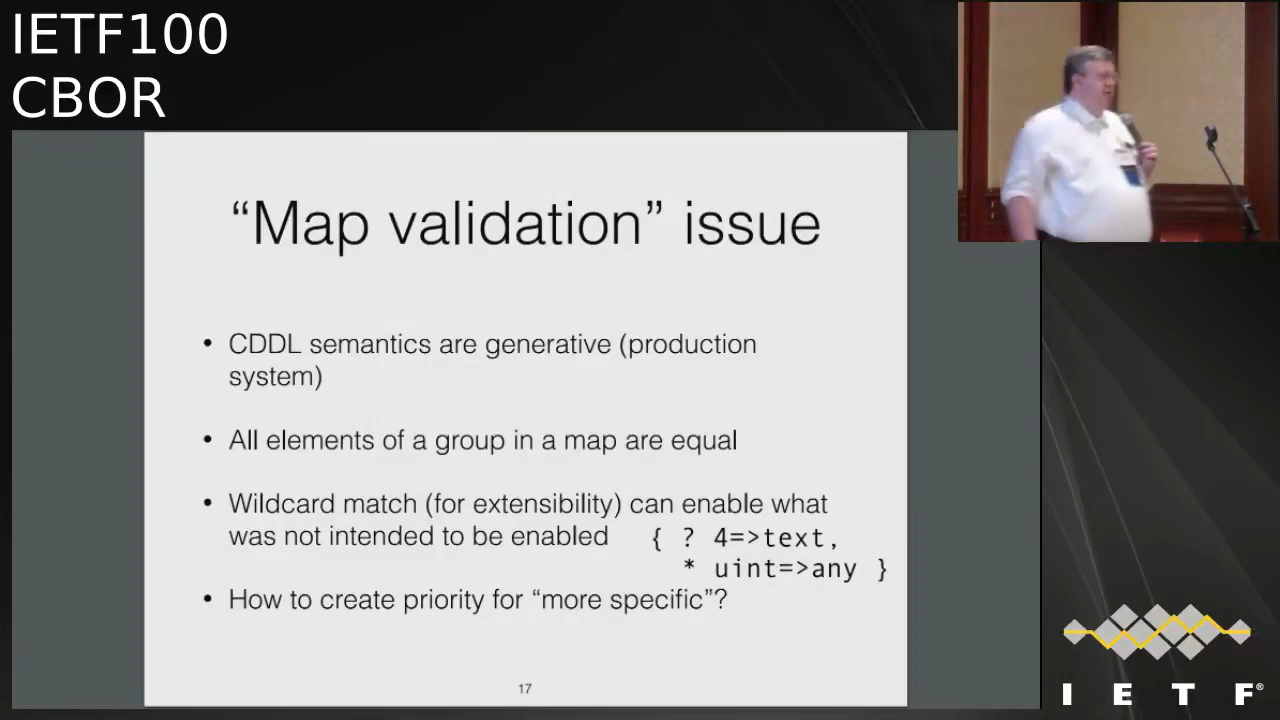 IETF100
CBOR
“Map validation” issue
• CDDL semantics are generative (production
system)
• All elements of a group in a map are equal
• Wildcard match (for extensibility) can enable what
was not intended to be enabled
{ ? 4=>text,
* uint=>any }
• How to create priority for “more specific”?
17
I E T F®